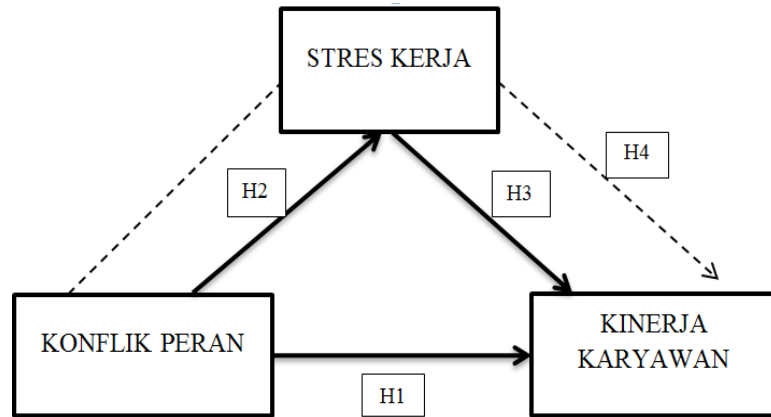 STRES KERJA
H4
H2
H3
KONFLIK PERAN
KINERJA
KARYAWAN
H1